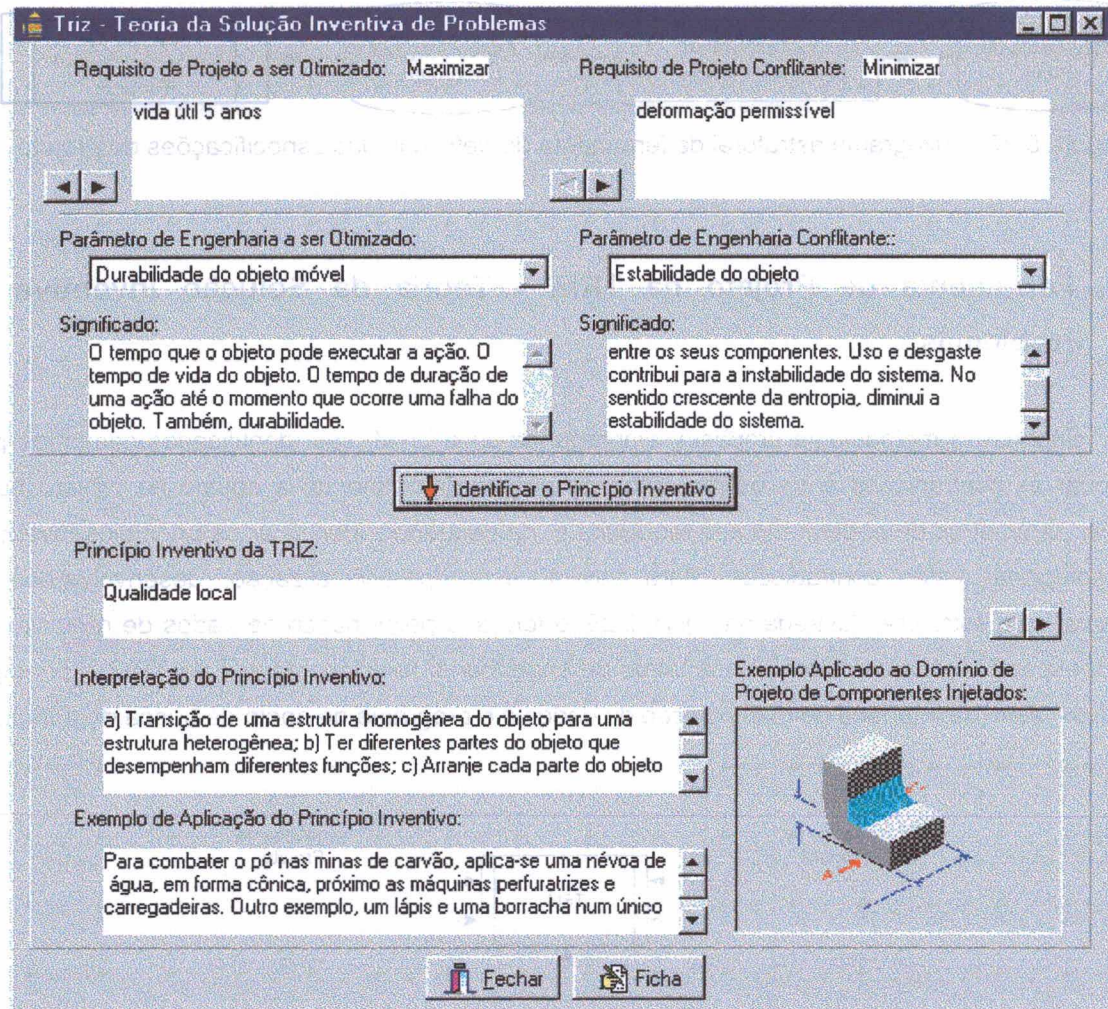 Triz - Teoria da Solução Inventiva de Problemas
Requisito de Projeto a ser Otimizado: Maximizar
Requisito de Projeto Conflitante: Minimizar
vida útil 5 anos
deformação permissível
Parâmetro de Engenharia a ser Otimizado:
Parâmetro de Engenharia Conflitante::
Durabilidade do objeto móvel
Estabilidade do objeto
Significado:
Significado:
O tempo que o objeto pode executar a ação. O
tempo de vida do objeto. O tempo de duração de
uma ação até o momento que ocorre uma falha do
objeto. Também, durabilidade.
entre os seus componentes. Uso e desgaste
contribui para a instabilidade do sistema. No
sentido crescente da entropia, diminui a
estabilidade do sistema.
Identificar o Princípio Inventivo
Princípio Inventivo da TRIZ:
Qualidade local
Interpretação do Princípio Inventivo:
a) Transição de uma estrutura homogênea do objeto para uma
estrutura heterogênea; b) Ter diferentes partes do objeto que
desempenham diferentes funções; c) Arranje cada parte do objeto
Exemplo de Aplicação do Princípio Inventivo:
Para combater o pó nas minas de carvão, aplica-se uma névoa de
água, em forma cônica, próximo as máquinas perfuratrizes e
carregadeiras. Outro exemplo, um lápis e uma borracha num único
Exemplo Aplicado ao Domínio de
Projeto de Componentes Injetados:
A
Fechar
Ficha